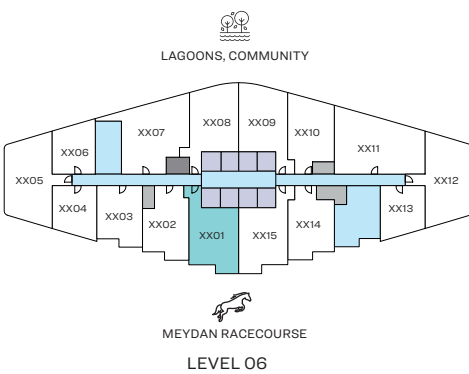 LAGOONS, COMMUNITY
XX08 XX09
XX07 XX10
XX06 XX11
XX05 XX12
XX04 XX03 XX02 XX01 XX15 XX14 XX13
MEYDAN RACECOURSE
LEVEL 06